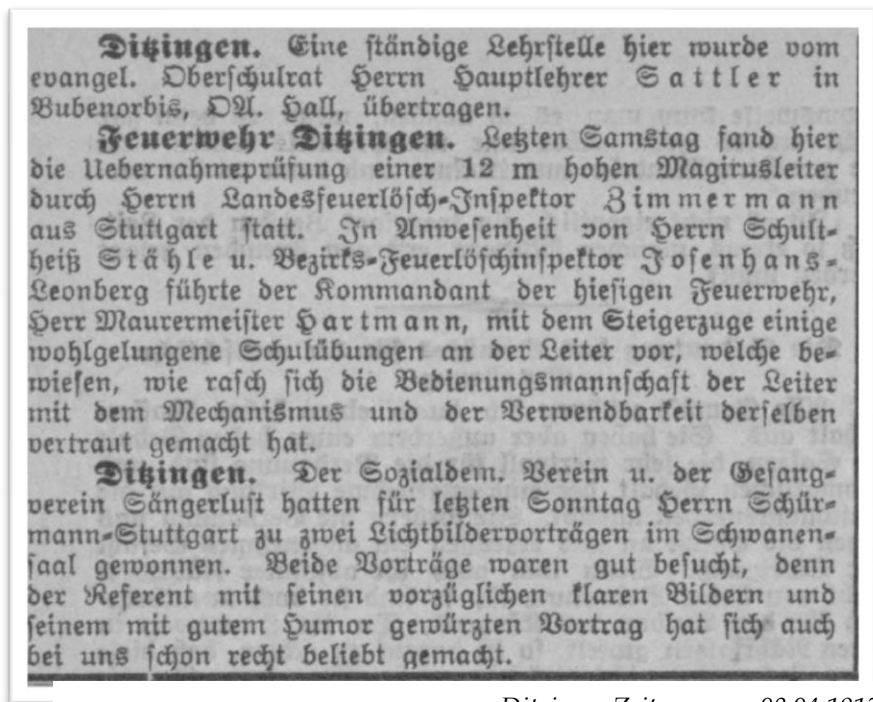 Ditzingen. Eine ständige Lehrstelle hier wurde vom
evangel. Oberschulrat Herrn Hauptlehrer Sattler in
Bubenorbis, OA. Hall, übertragen.
Feuerwehr Ditzingen. Letzten Samstag fand hier
die Uebernahmeprüfung einer 12 m hohen Magirusleiter
durch Herrn Landesfeuerlösch-Inspektor Zimmermann
aus Stuttgart statt. In Anwesenheit von Herrn Schult-
heiß Stähle u. Bezirks-Feuerlöschinspektor Josenhans-
Leonberg führte der Kommandant der hiesigen Feuerwehr,
Herr Maurermeister Hartmann, mit dem Steigerzuge einige
wohlgelungene Schulübungen an der Leiter vor, welche be-
wiesen, wie rasch sich die Bedienungsmannschaft der Leiter
mit dem Mechanismus und der Verwendbarkeit derselben
vertraut gemacht hat.
Ditzingen. Der Sozialdem. Verein u. der Gesang-
verein Sängerlust hatten für letzten Sonntag Herrn Schür-
mann-Stuttgart zu zwei Lichtbildervorträgen im Schwanen-
saal gewonnen. Beide Vorträge waren gut besucht, denn
der Referent mit seinen vorzüglichen klaren Bildern und
seinem mit gutem Humor gewürzten Vortrag hat sich auch
bei uns schon recht beliebt gemacht.